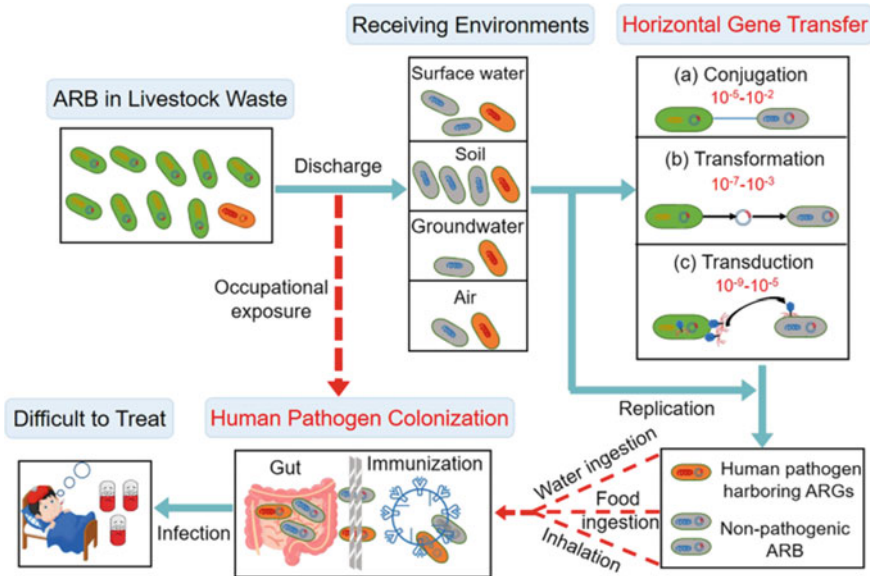 Receiving Environments
Horizontal Gene Transfer
ARB in Livestock Waste
Discharge
Surface water
Soil
Groundwater
Air
(a) Conjugation
10⁻⁵-10⁻²
(b) Transformation
10⁻⁷-10⁻³
(c) Transduction
10⁻⁹-10⁻⁵
Occupational
exposure
Replication
Difficult to Treat
Human Pathogen Colonization
Gut
Immunization
Infection
Water ingestion
Food
ingestion
Inhalation
Human pathogen
harboring ARGs
Non-pathogenic
ARB